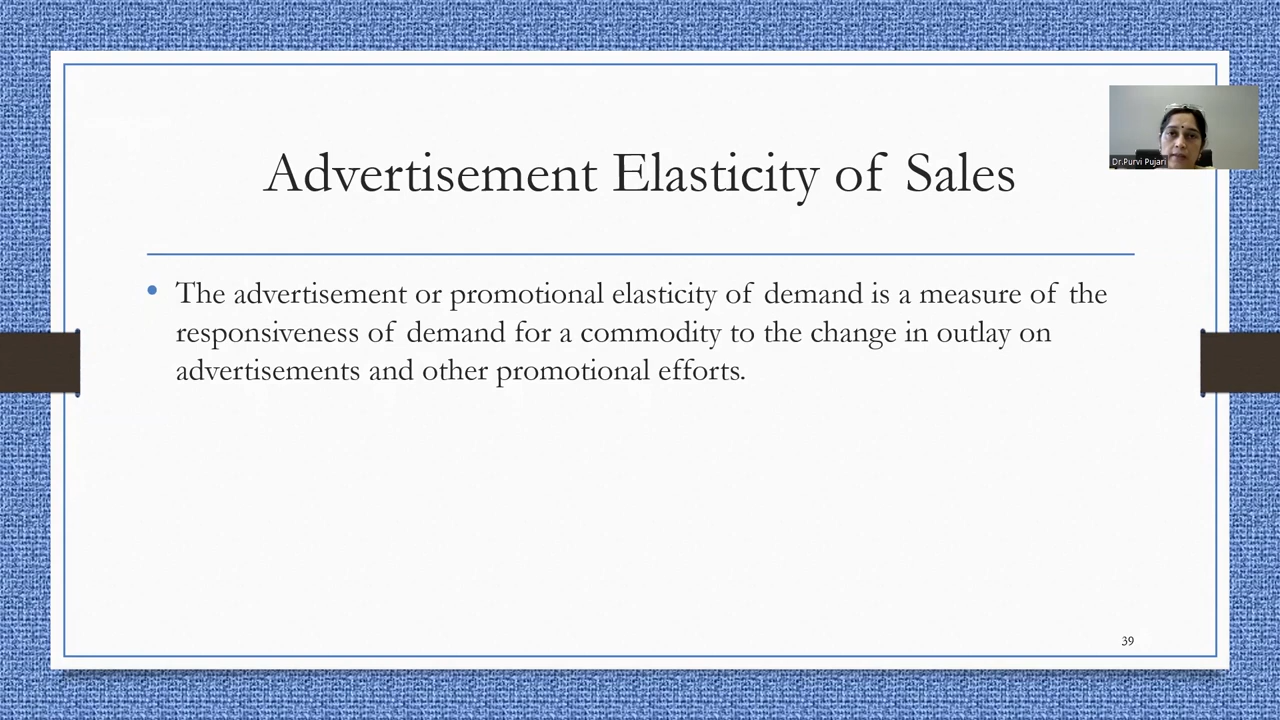 Advertisement Elasticity of Sales
Dr.Purvi Pujari
• The advertisement or promotional elasticity of demand is a measure of the
responsiveness of demand for a commodity to the change in outlay on
advertisements and other promotional efforts.
39